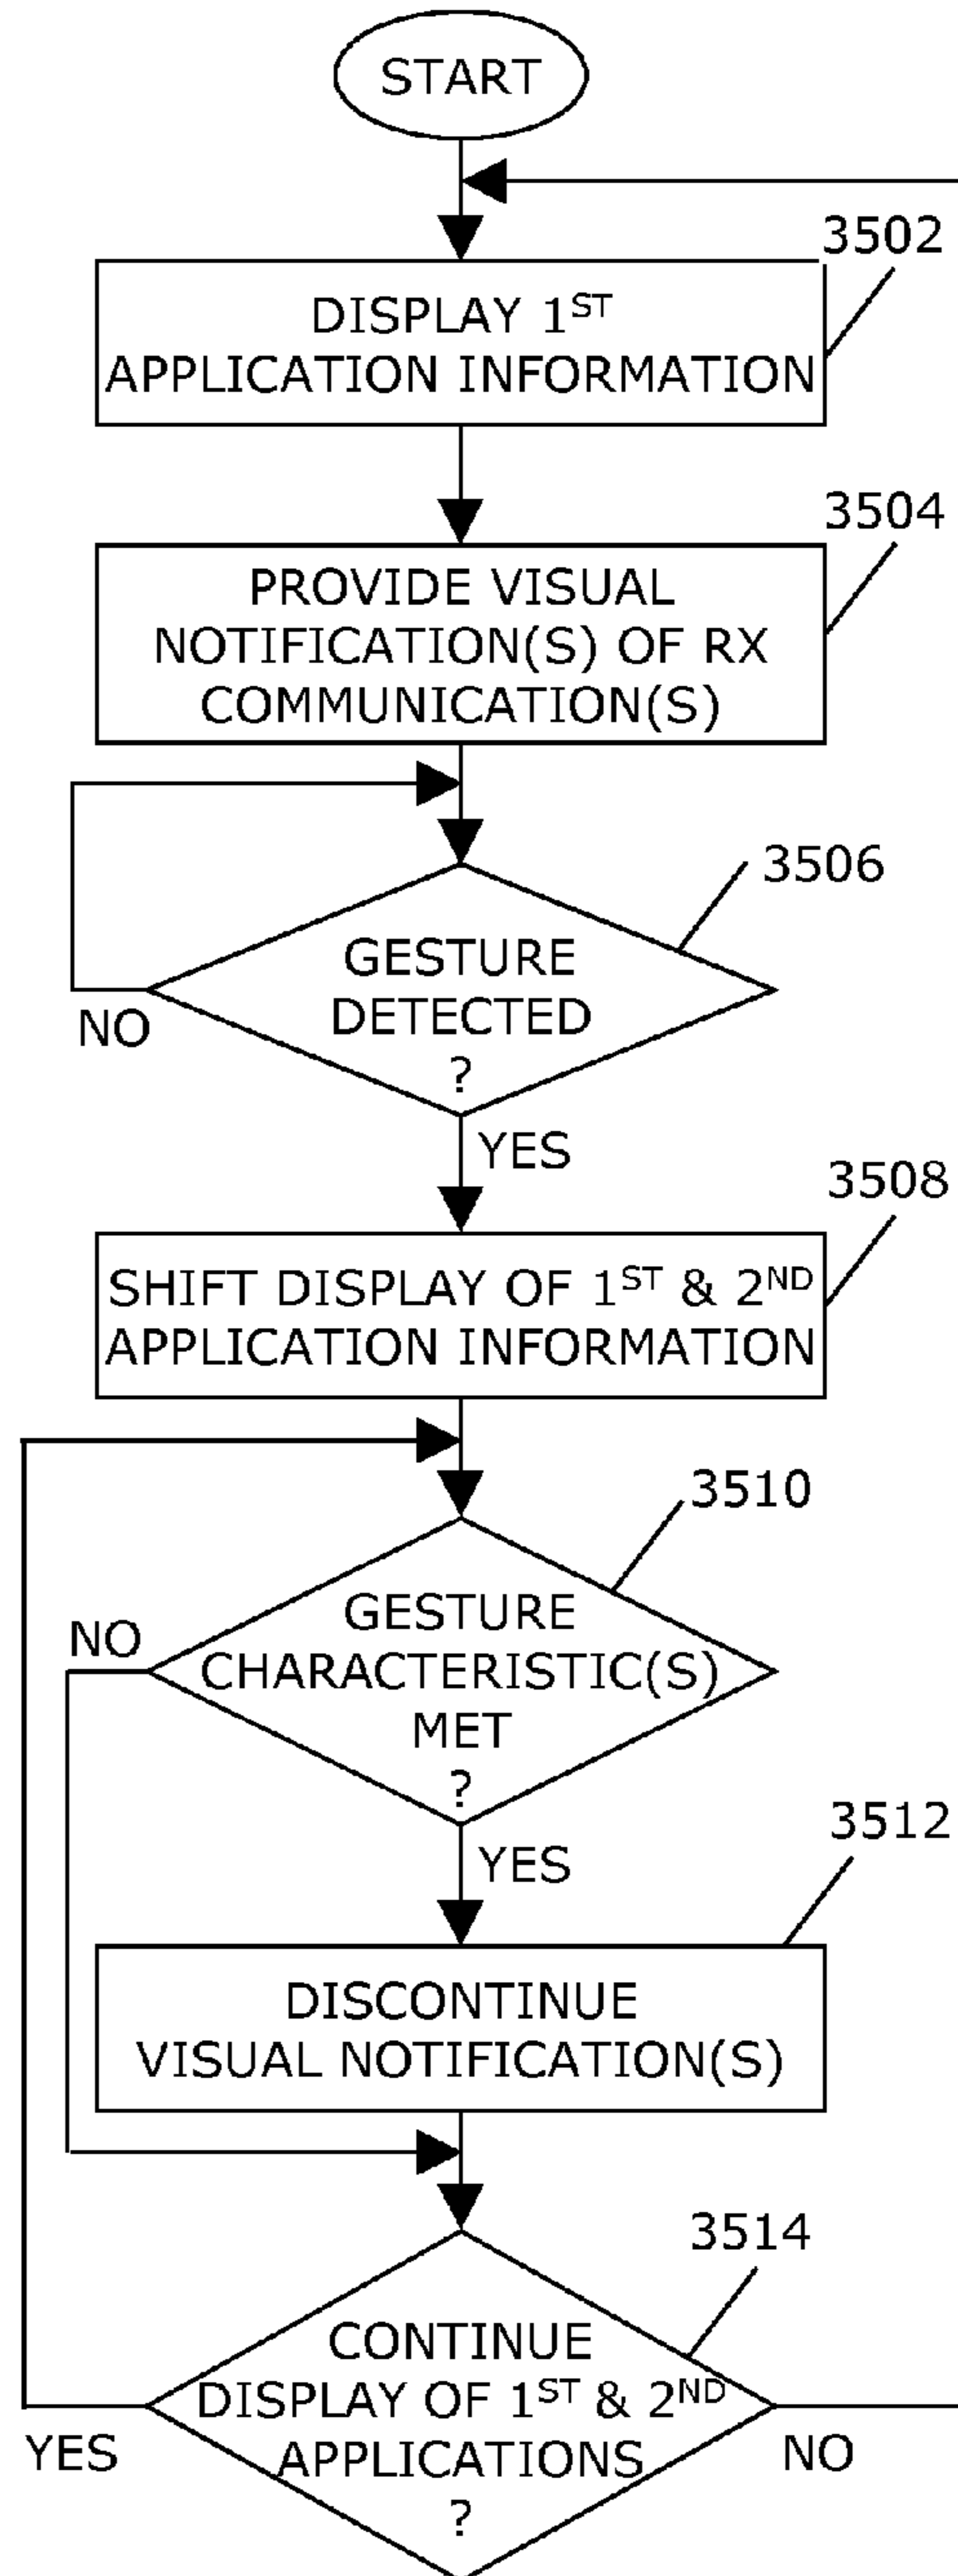 START
3502
DISPLAY 1ST
APPLICATION INFORMATION
3504
PROVIDE VISUAL
NOTIFICATION(S) OF RX
COMMUNICATION(S)
3506
GESTURE
DETECTED
?
NO
YES
3508
SHIFT DISPLAY OF 1ST & 2ND
APPLICATION INFORMATION
3510
GESTURE
CHARACTERISTIC(S)
MET
?
NO
YES
3512
DISCONTINUE
VISUAL NOTIFICATION(S)
3514
CONTINUE
DISPLAY OF 1ST & 2ND
APPLICATIONS
?
YES
NO